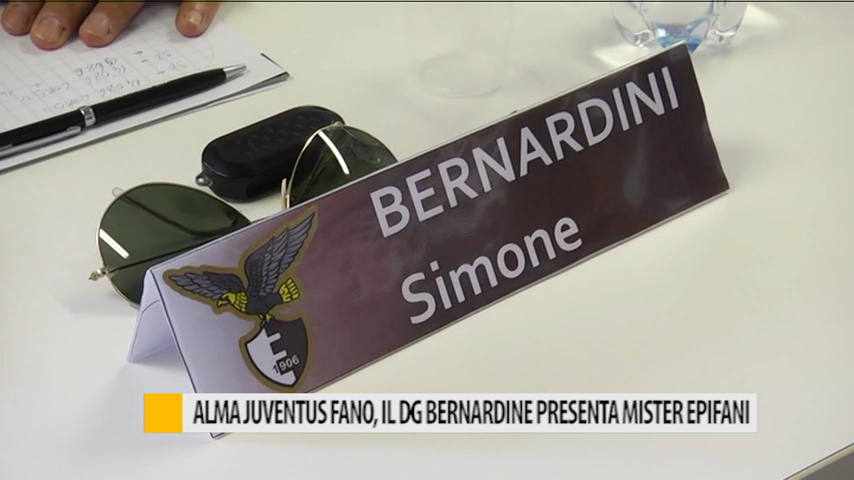 BERNARDINI
Simone
1906
ALMA JUVENTUS FANO, IL DG BERNARDINE PRESENTA MISTER EPIFANI